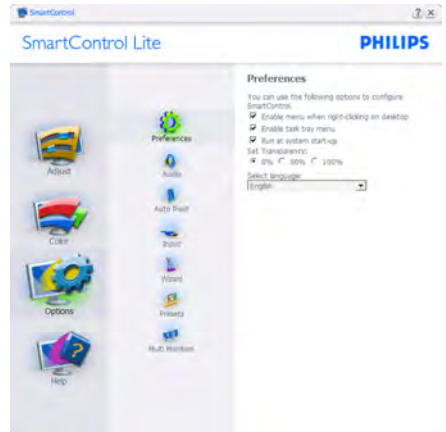 SmartControl
SmartControl Lite
PHILIPS
Adjust
Color
Options
Help
Preferences
Audio
Auto Pivot
Input
Wizard
Presets
Multi Monitors
Preferences
You can use the following options to configure
SmartControl.
Enable menu when right-clicking on desktop
Enable task tray menu
Run at system start-up
Set Transparency:
0% 50% 100%
Select language:
English